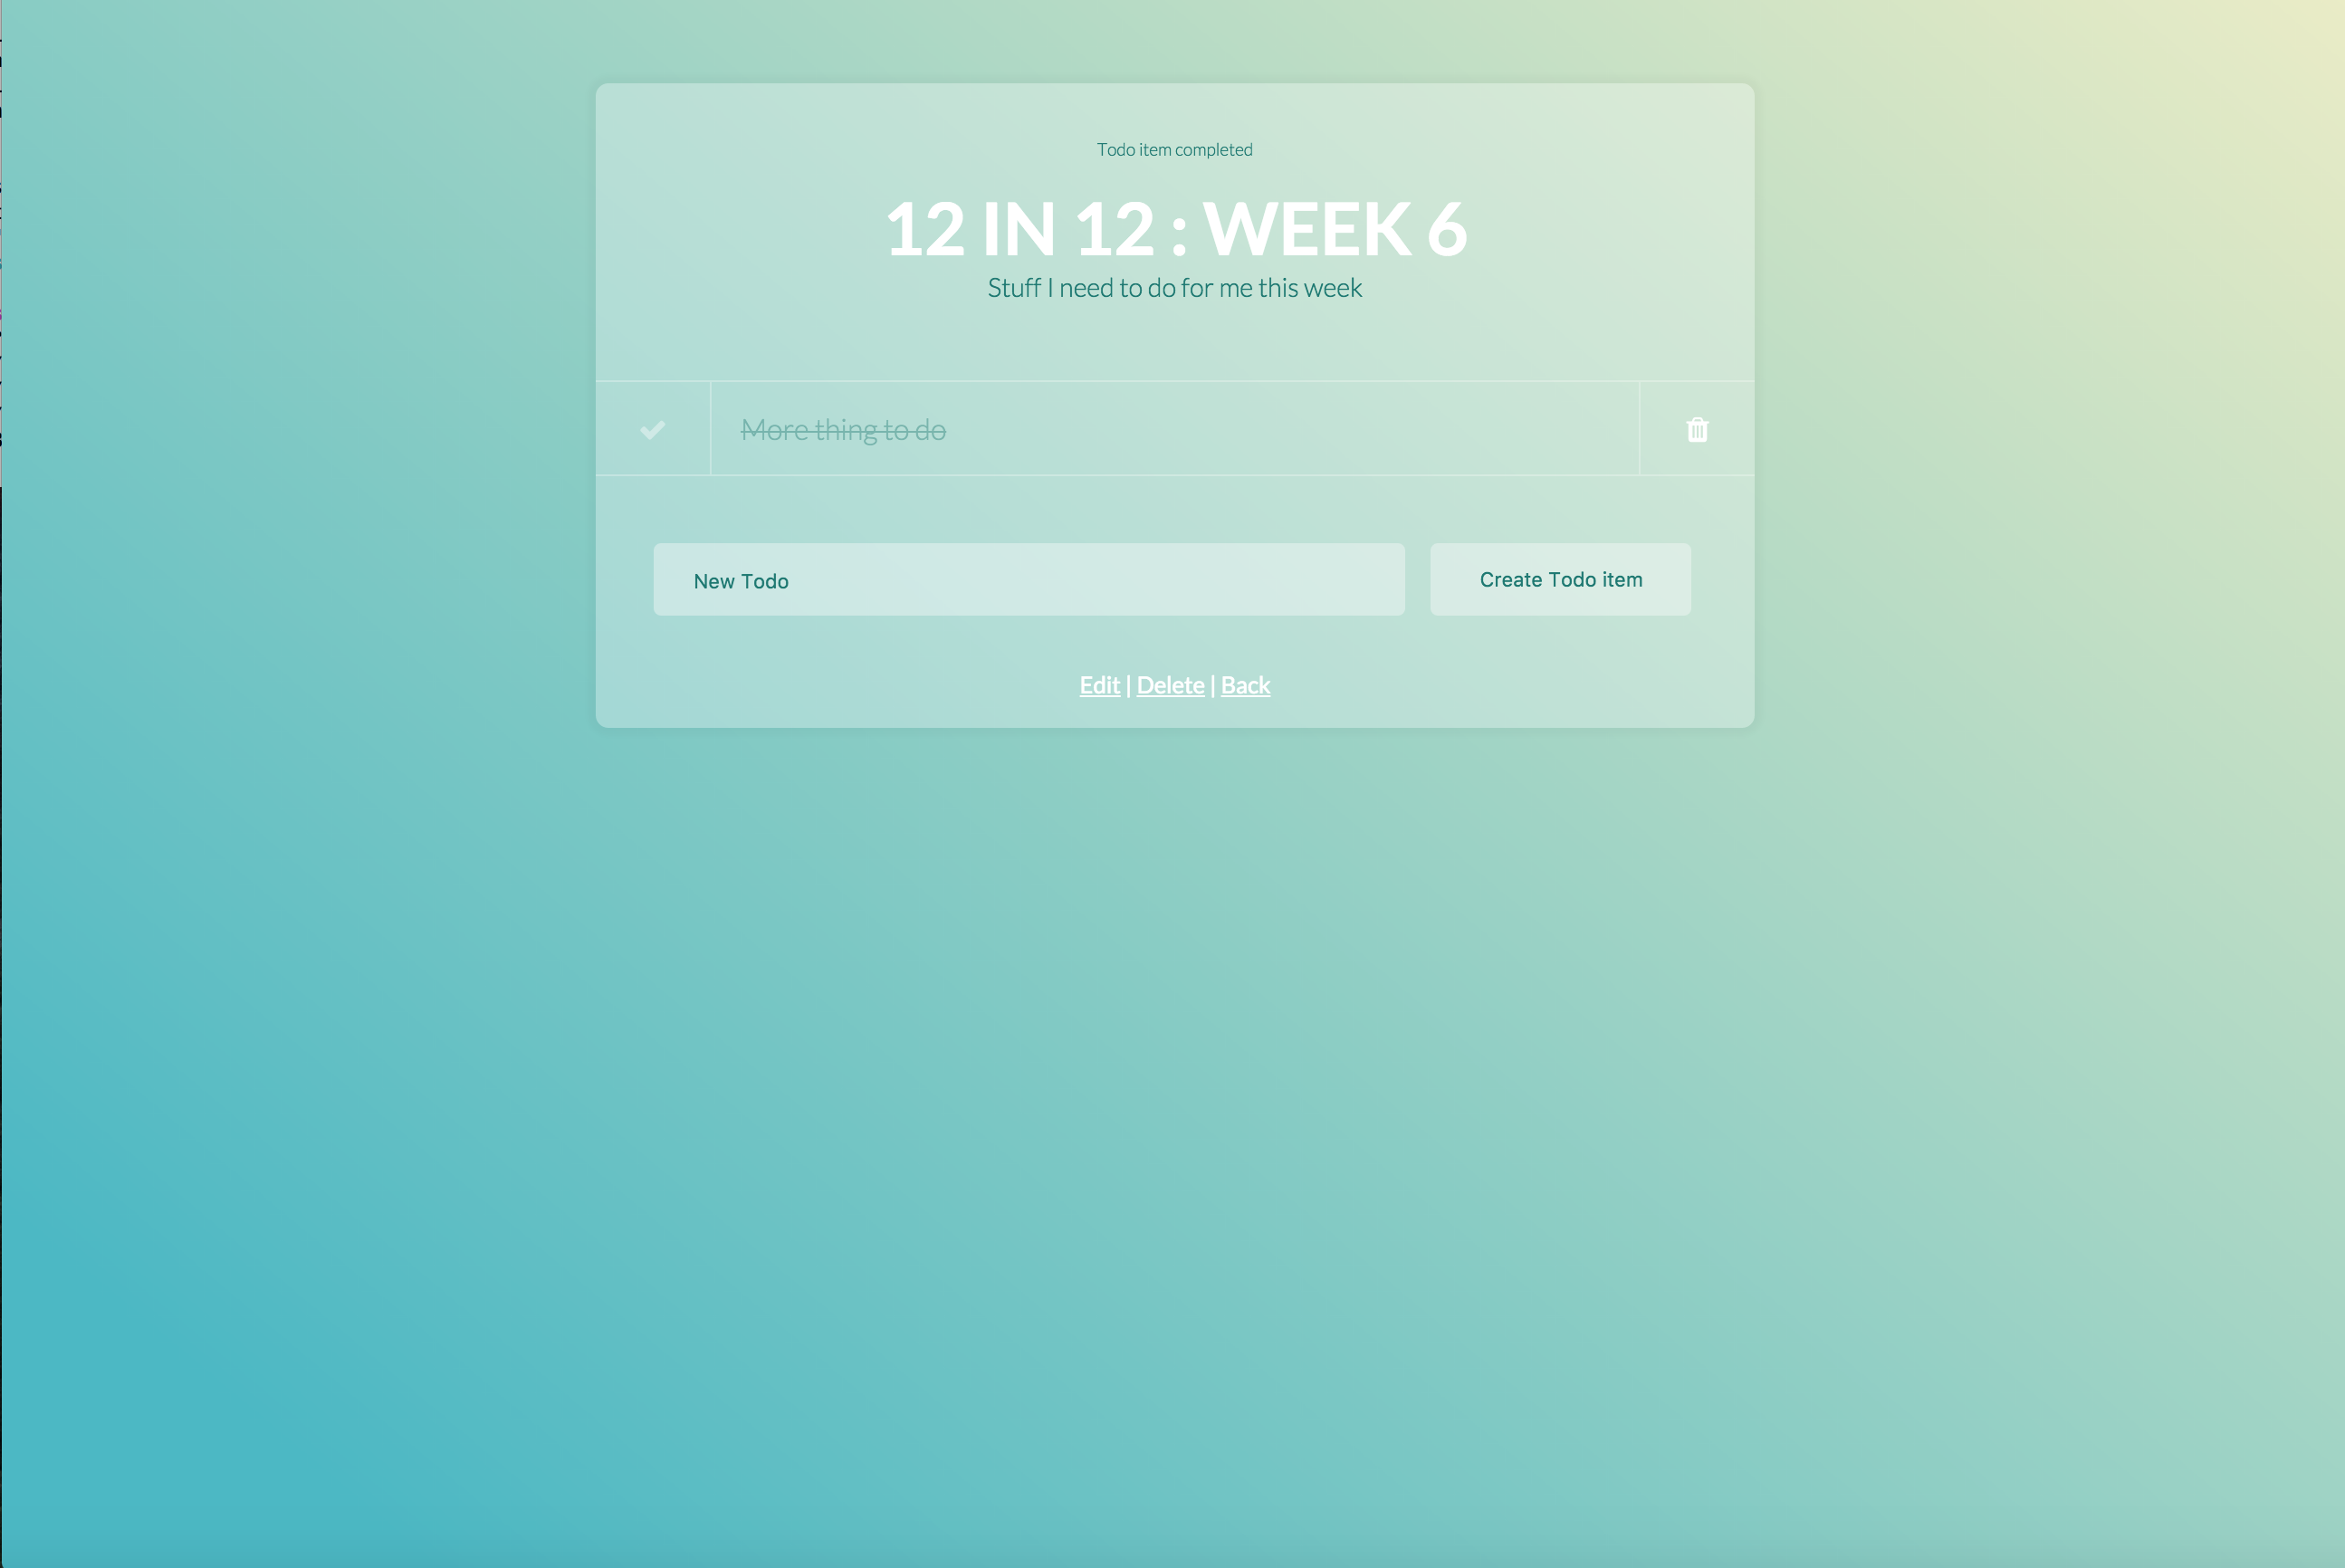 Todo item completed
12 IN 12 : WEEK 6
Stuff I need to do for me this week
More thing to do
New Todo
Create Todo item
Edit | Delete | Back